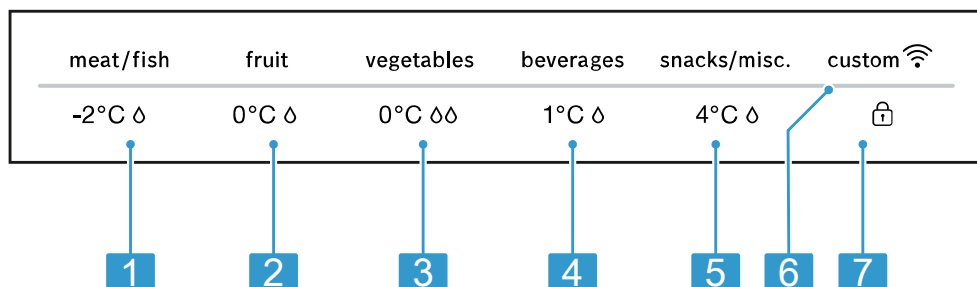 meat/fish fruit vegetables beverages snacks/misc. custom
-2°C 0°C 0°C 1°C 4°C
1 2 3 4 5 6 7